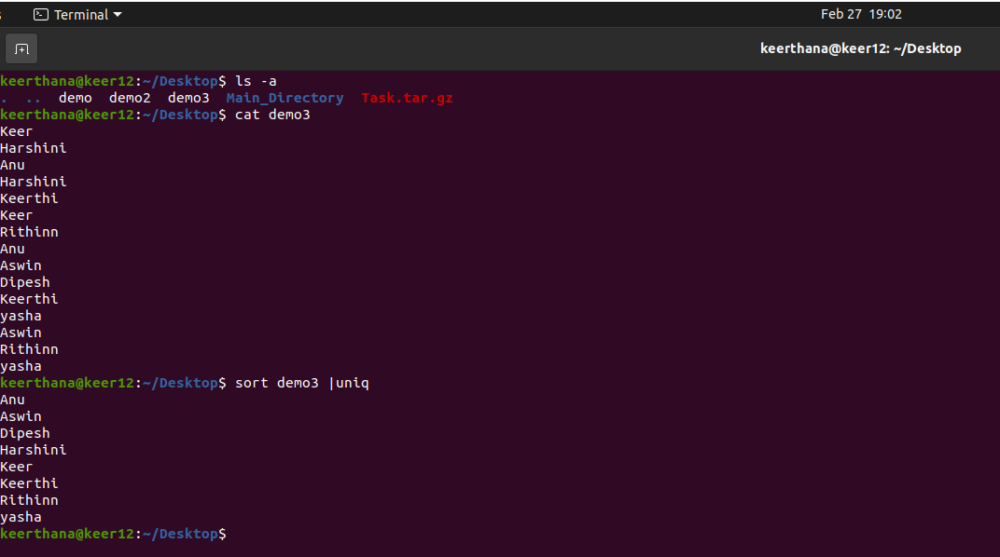 Terminal Feb 27 19:02
keerthana@keer12: ~/Desktop
keerthana@keer12:~/Desktop$ ls -a
. .. demo demo2 demo3 Main_Directory Task.tar.gz
keerthana@keer12:~/Desktop$ cat demo3
Keer
Harshini
Anu
Harshini
Keerthi
Keer
Rithinn
Anu
Aswin
Dipesh
Keerthi
yasha
Aswin
Rithinn
yasha
keerthana@keer12:~/Desktop$ sort demo3 |uniq
Anu
Aswin
Dipesh
Harshini
Keer
Keerthi
Rithinn
yasha
keerthana@keer12:~/Desktop$